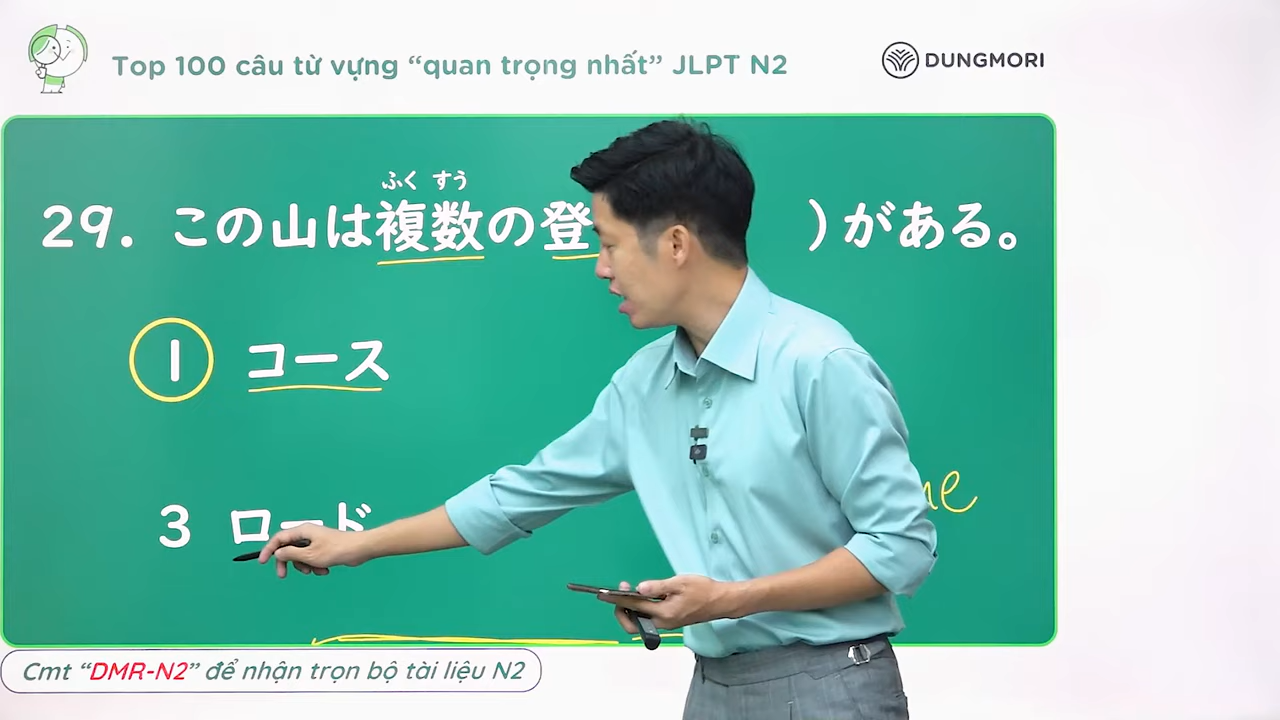 Top 100 câu từ vựng “quan trọng nhất” JLPT N2
DUNGMORI
ふく すう
29. この山は複数の登 )がある。
1 コース
3 ロード
Cmt “DMR-N2” để nhận trọn bộ tài liệu N2